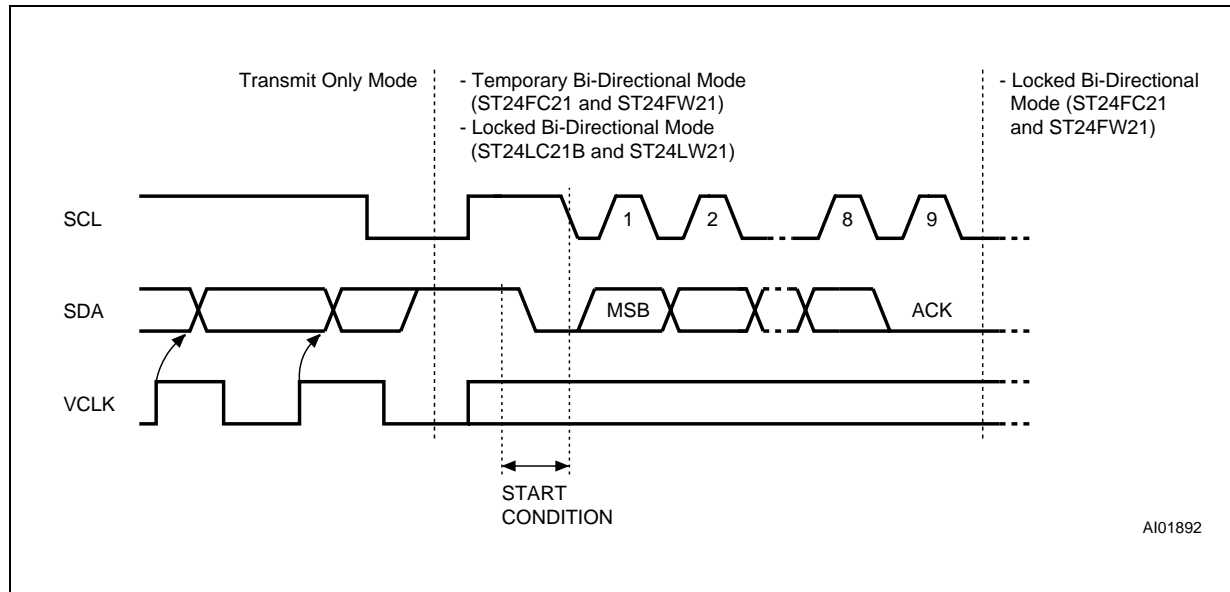 Transmit Only Mode
- Temporary Bi-Directional Mode
(ST24FC21 and ST24FW21)
- Locked Bi-Directional Mode
(ST24LC21B and ST24LW21)
- Locked Bi-Directional
Mode (ST24FC21
and ST24FW21)
SCL
1
2
8
9
SDA
MSB
ACK
VCLK
START
CONDITION
AI01892